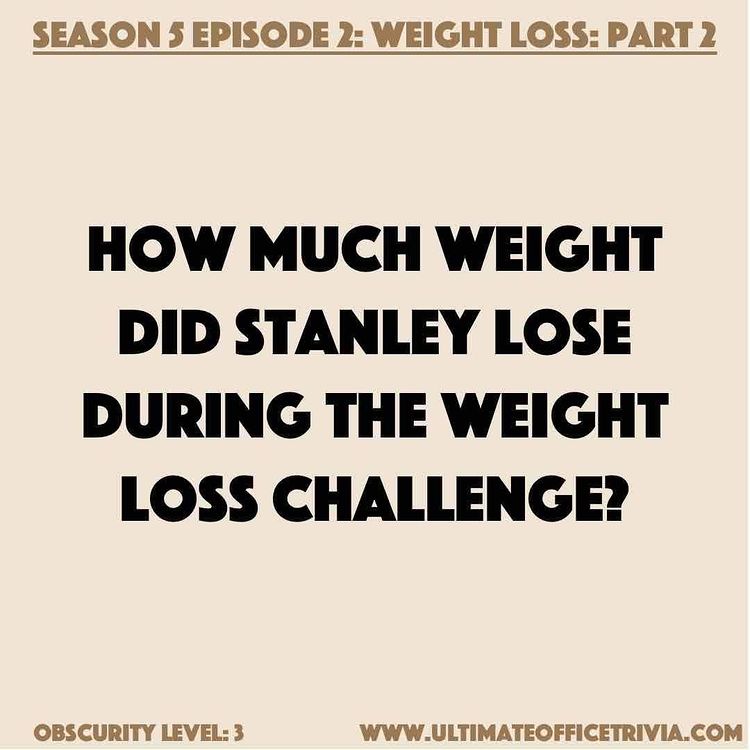 SEASON 5 EPISODE 2: WEIGHT LOSS: PART 2
HOW MUCH WEIGHT
DID STANLEY LOSE
DURING THE WEIGHT
LOSS CHALLENGE?
OBSCURITY LEVEL: 3
WWW.ULTIMATEOFFICETRIVIA.COM